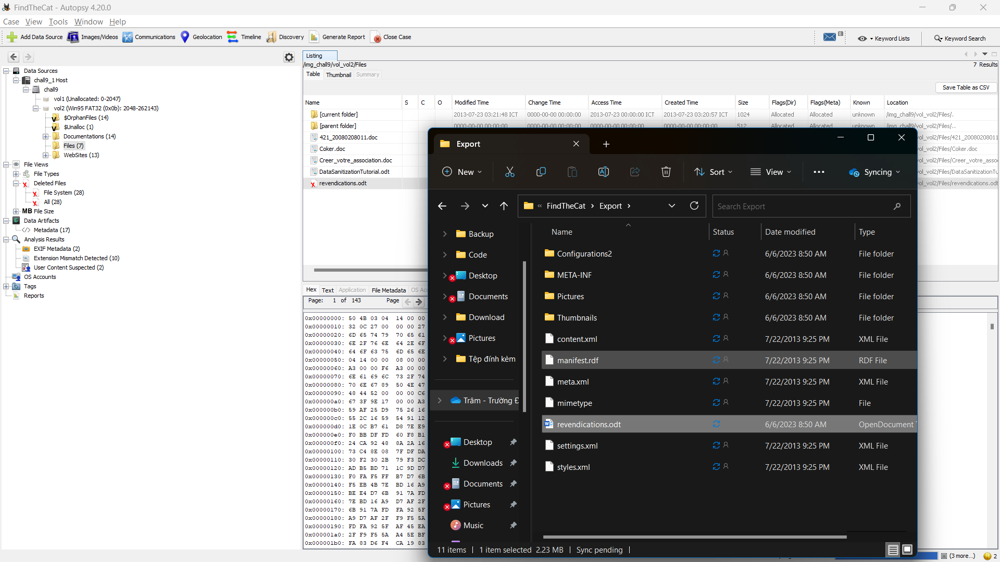 FindTheCat - Autopsy 4.20.0
Case View Tools Window Help
Add Data Source Images/Videos Communications Geolocation Timeline Discovery Generate Report Close Case 8 Keyword Lists Keyword Search
Data Sources
chall9_1 Host
chall9
vol1 (Unallocated: 0-2047)
vol2 (Win95 FAT32 (0x0b): 2048-262143)
$OrphanFiles (14)
$Unalloc (1)
Documentations (14)
Files (7)
WebSites (13)
File Views
File Types
Deleted Files
File System (28)
All (28)
MB File Size
Data Artifacts
Metadata (17)
Analysis Results
EXIF Metadata (2)
Extension Mismatch Detected (10)
User Content Suspected (2)
OS Accounts
Tags
Reports
Listing
/img_chall9/vol_vol2/Files
7 Results
Table Thumbnail Summary
Save Table as CSV
Name S C O Modified Time Change Time Access Time Created Time Size Flags(Dir) Flags(Meta) Known Location
[current folder] 2013-07-23 03:21:48 ICT 0000-00-00 00:00:00 2013-07-23 00:00:00 ICT 2013-07-23 03:20:57 ICT 1024 Allocated Allocated unknown /img_chall9/vol_vol2/Files/.
[parent folder] 0000-00-00 00:00:00 0000-00-00 00:00:00 0000-00-00 00:00:00 0000-00-00 00:00:00 512 Allocated Allocated unknown /img_chall9/vol_vol2/Files/..
421_20080208011.doc ol_vol2/Files/421_2008020801
Coker.doc ol_vol2/Files/Coker.doc
Creer_votre_association.doc ol_vol2/Files/Creer_votre_asso
DataSanitizationTutorial.odt ol_vol2/Files/DataSanitizationTu
revendications.odt ol_vol2/Files/revendications.odt
Hex Text Application File Metadata OS Acc
Page: 1 of 143 Page
0x00000000: 50 4B 03 04 14 00 00
0x00000010: 32 0C 27 00 00 00 27
0x00000020: 6D 65 74 79 70 65 61
0x00000030: 6E 2F 76 6E 64 2E 6F
0x00000040: 64 6F 63 75 6D 65 6E
0x00000050: 04 14 00 00 08 00 00
0x00000060: A3 00 00 F6 A3 00 00
0x00000070: 6E 61 69 6C 73 2F 74
0x00000080: 70 6E 67 89 50 4E 47
0x00000090: 48 44 52 00 00 00 C6
0x000000a0: 67 3F 9E 17 00 00 A3
0x000000b0: 59 AF 25 D9 75 26 16
0x000000c0: 55 2C 16 59 54 91 12
0x000000d0: 1E 0C B7 61 D8 7E E9
0x000000e0: F0 BB DF FD 60 F8 B1
0x000000f0: 24 CA 92 48 8A 2A 16
0x00000100: 73 C4 8E 08 7F DF DA
0x00000110: 30 F2 30 2B 79 F3 DC
0x00000120: AD B5 BD 71 1C 9D D7
0x00000130: F0 FA F5 FF B7 D7 6B
0x00000140: F5 EB 4B 7E BD 16 A9
0x00000150: BE E4 D7 6B 91 7A FD
0x00000160: 7E BD 16 A9 D7 AF 2F
0x00000170: 6B 91 7A FD FA 92 5F
0x00000180: A9 D7 AF 2F F9 F5 5A
0x00000190: FD FA 92 5F AF 45 EA
0x000001a0: 2F F9 F5 5A A4 5E BF
0x000001b0: FA 83 D6 F4 CA 19 83
Export
New Sort View Syncing
« FindTheCat Export Search Export
Backup
Code
Desktop
Documents
Download
Pictures
Tệp đính kèm
Trâm - Trường Đ
Desktop
Downloads
Documents
Pictures
Music
Name Status Date modified Type
Configurations2 6/6/2023 8:50 AM File folder
META-INF 6/6/2023 8:50 AM File folder
Pictures 6/6/2023 8:50 AM File folder
Thumbnails 6/6/2023 8:50 AM File folder
content.xml 7/22/2013 9:25 PM XML File
manifest.rdf 7/22/2013 9:25 PM RDF File
meta.xml 7/22/2013 9:25 PM XML File
mimetype 7/22/2013 9:25 PM File
revendications.odt 6/6/2023 8:50 AM OpenDocument
settings.xml 7/22/2013 9:25 PM XML File
styles.xml 7/22/2013 9:25 PM XML File
11 items 1 item selected 2.23 MB Sync pending
(3 more...) 2